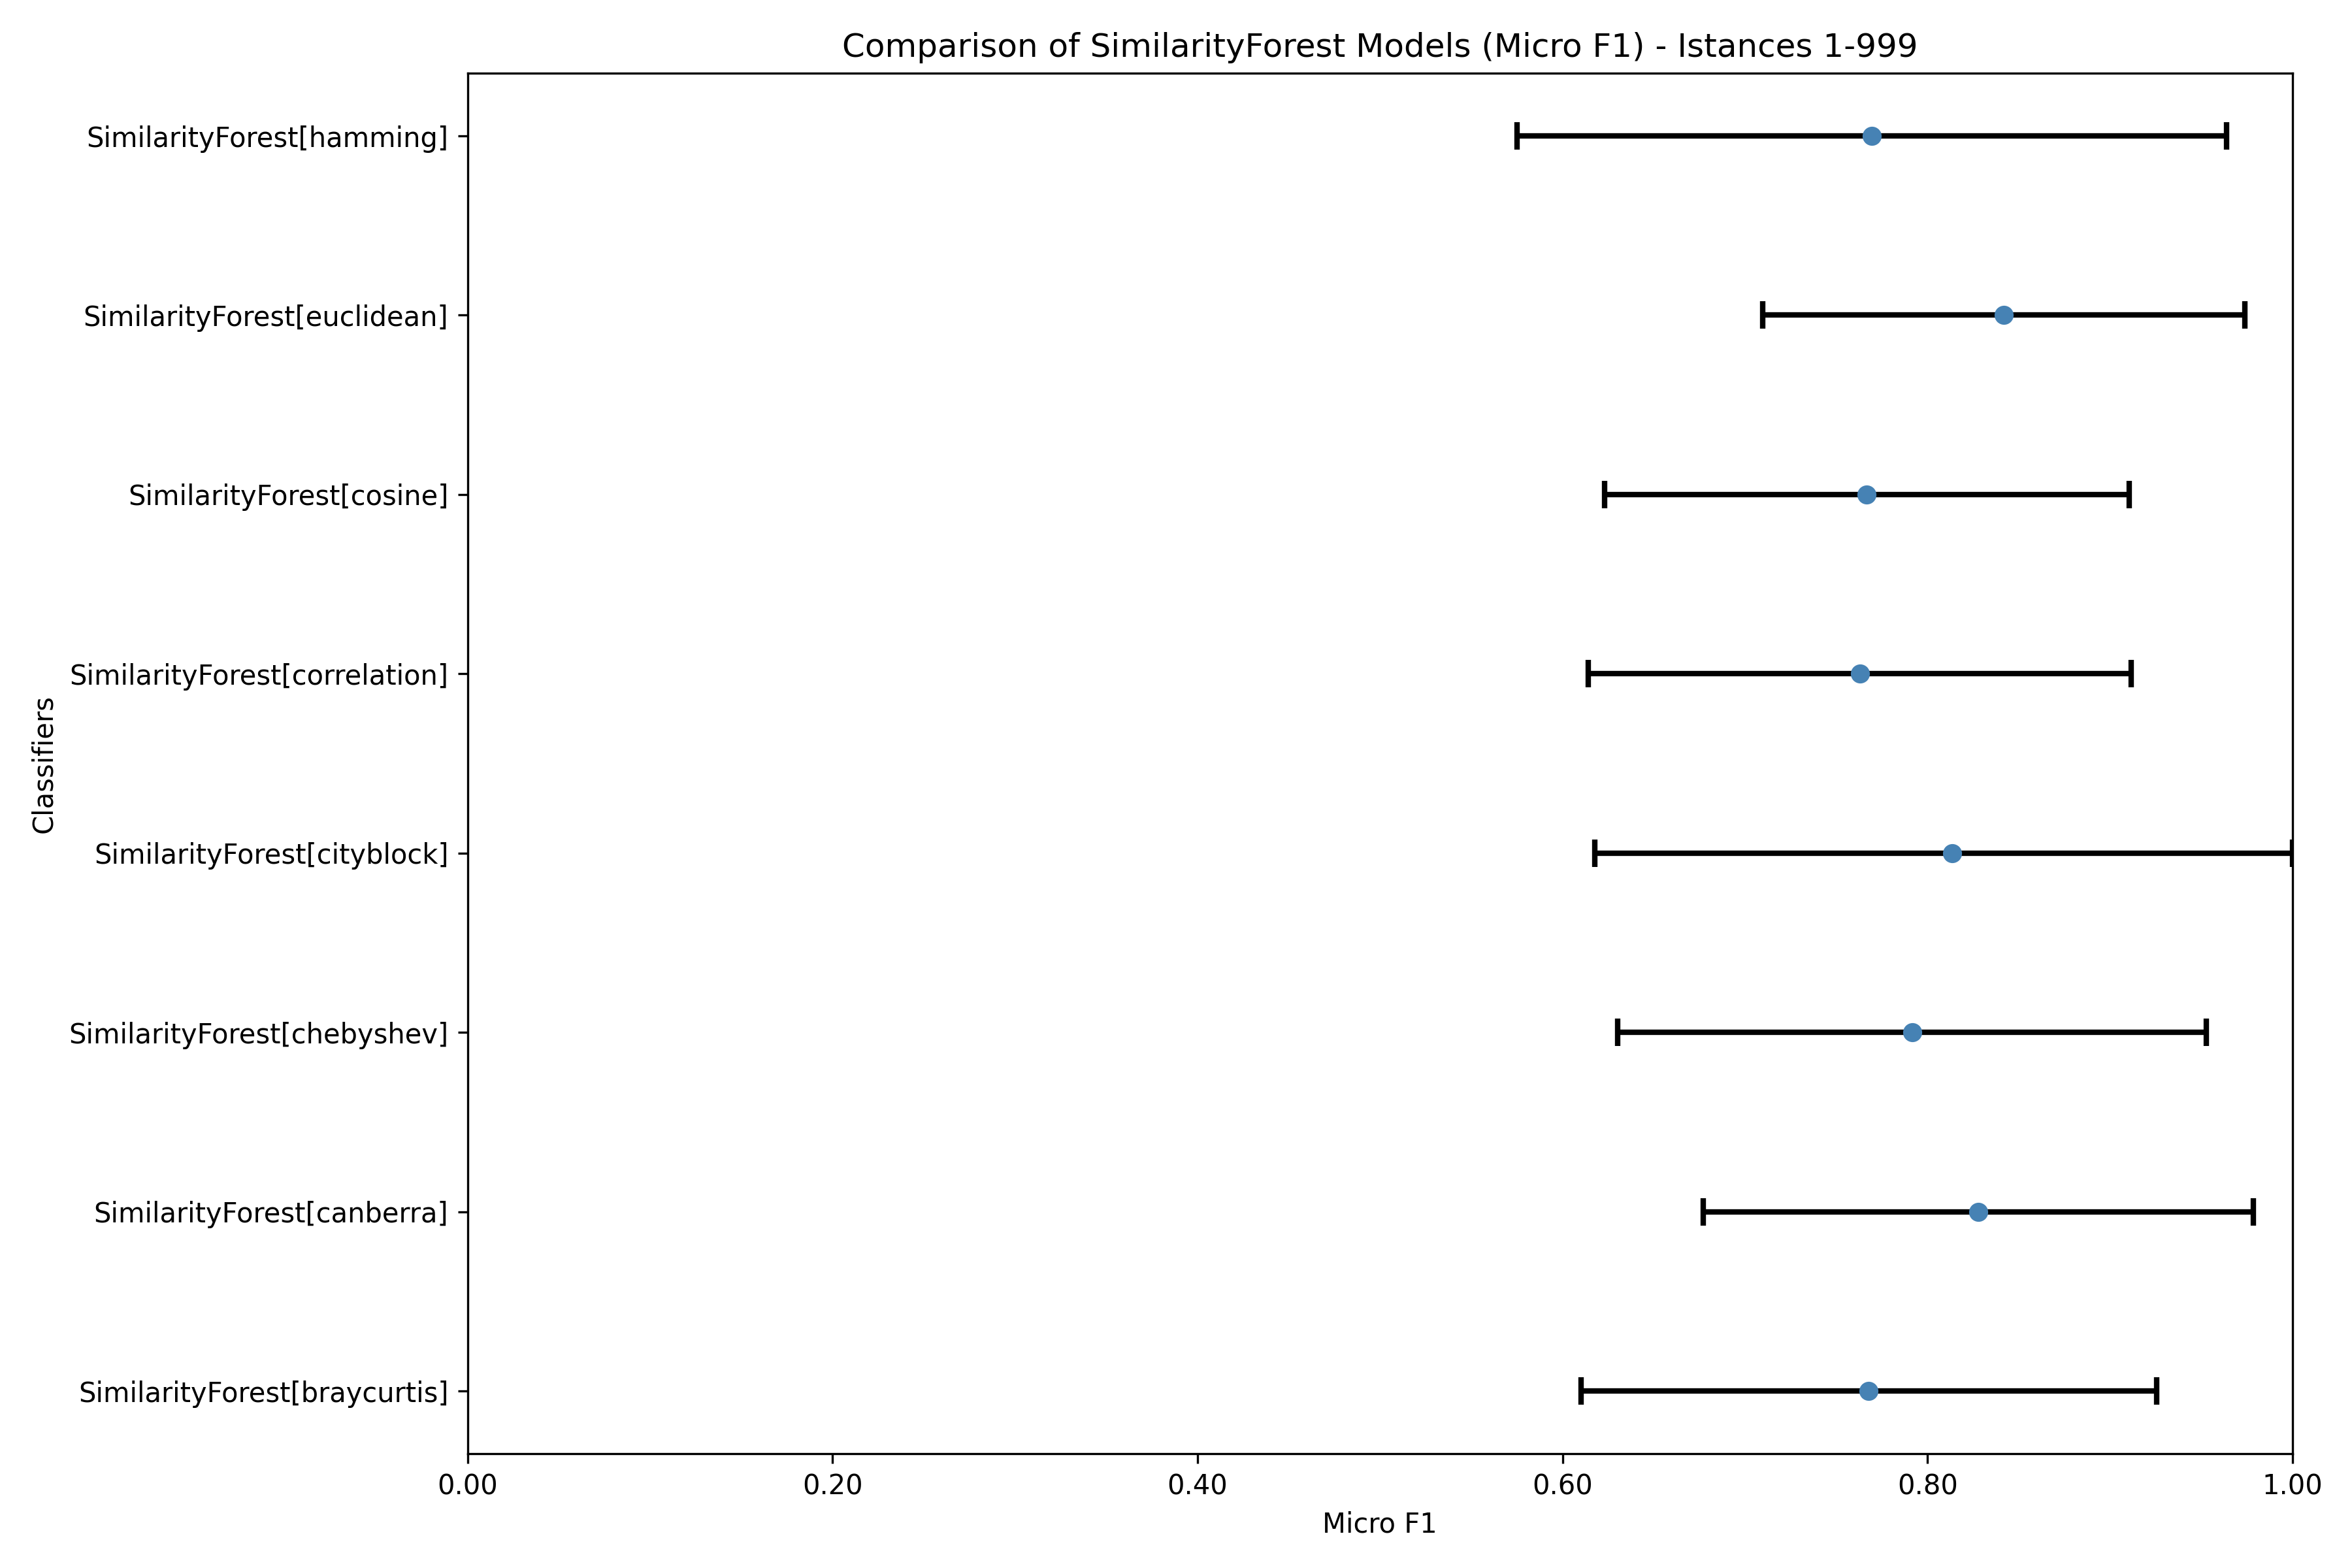 Comparison of SimilarityForest Models (Micro F1) - Istances 1-999
SimilarityForest[hamming]
SimilarityForest[euclidean]
SimilarityForest[cosine]
SimilarityForest[correlation]
SimilarityForest[cityblock]
SimilarityForest[chebyshev]
SimilarityForest[canberra]
SimilarityForest[braycurtis]
Classifiers
0.00 0.20 0.40 0.60 0.80 1.00
Micro F1